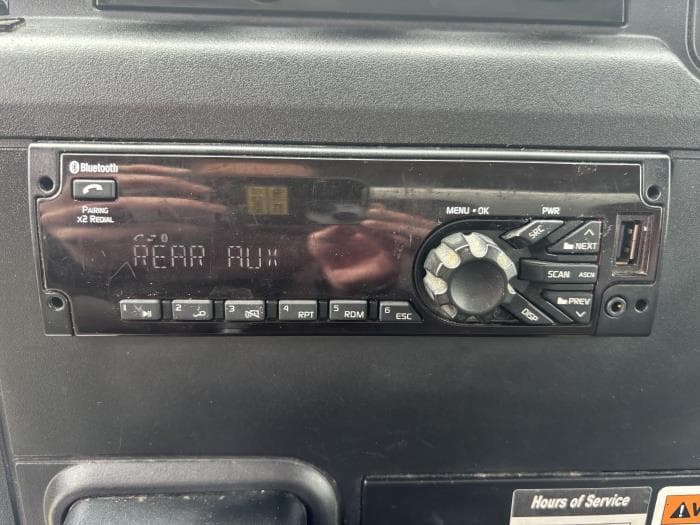 Bluetooth
PAIRING
X2 REDIAL
MENU • OK
PWR
SRC
NEXT
REAR AUX
SCAN ASCN
PREV
DISP
1
2
3
4 RPT
5 RDM
6 ESC
Hours of Service